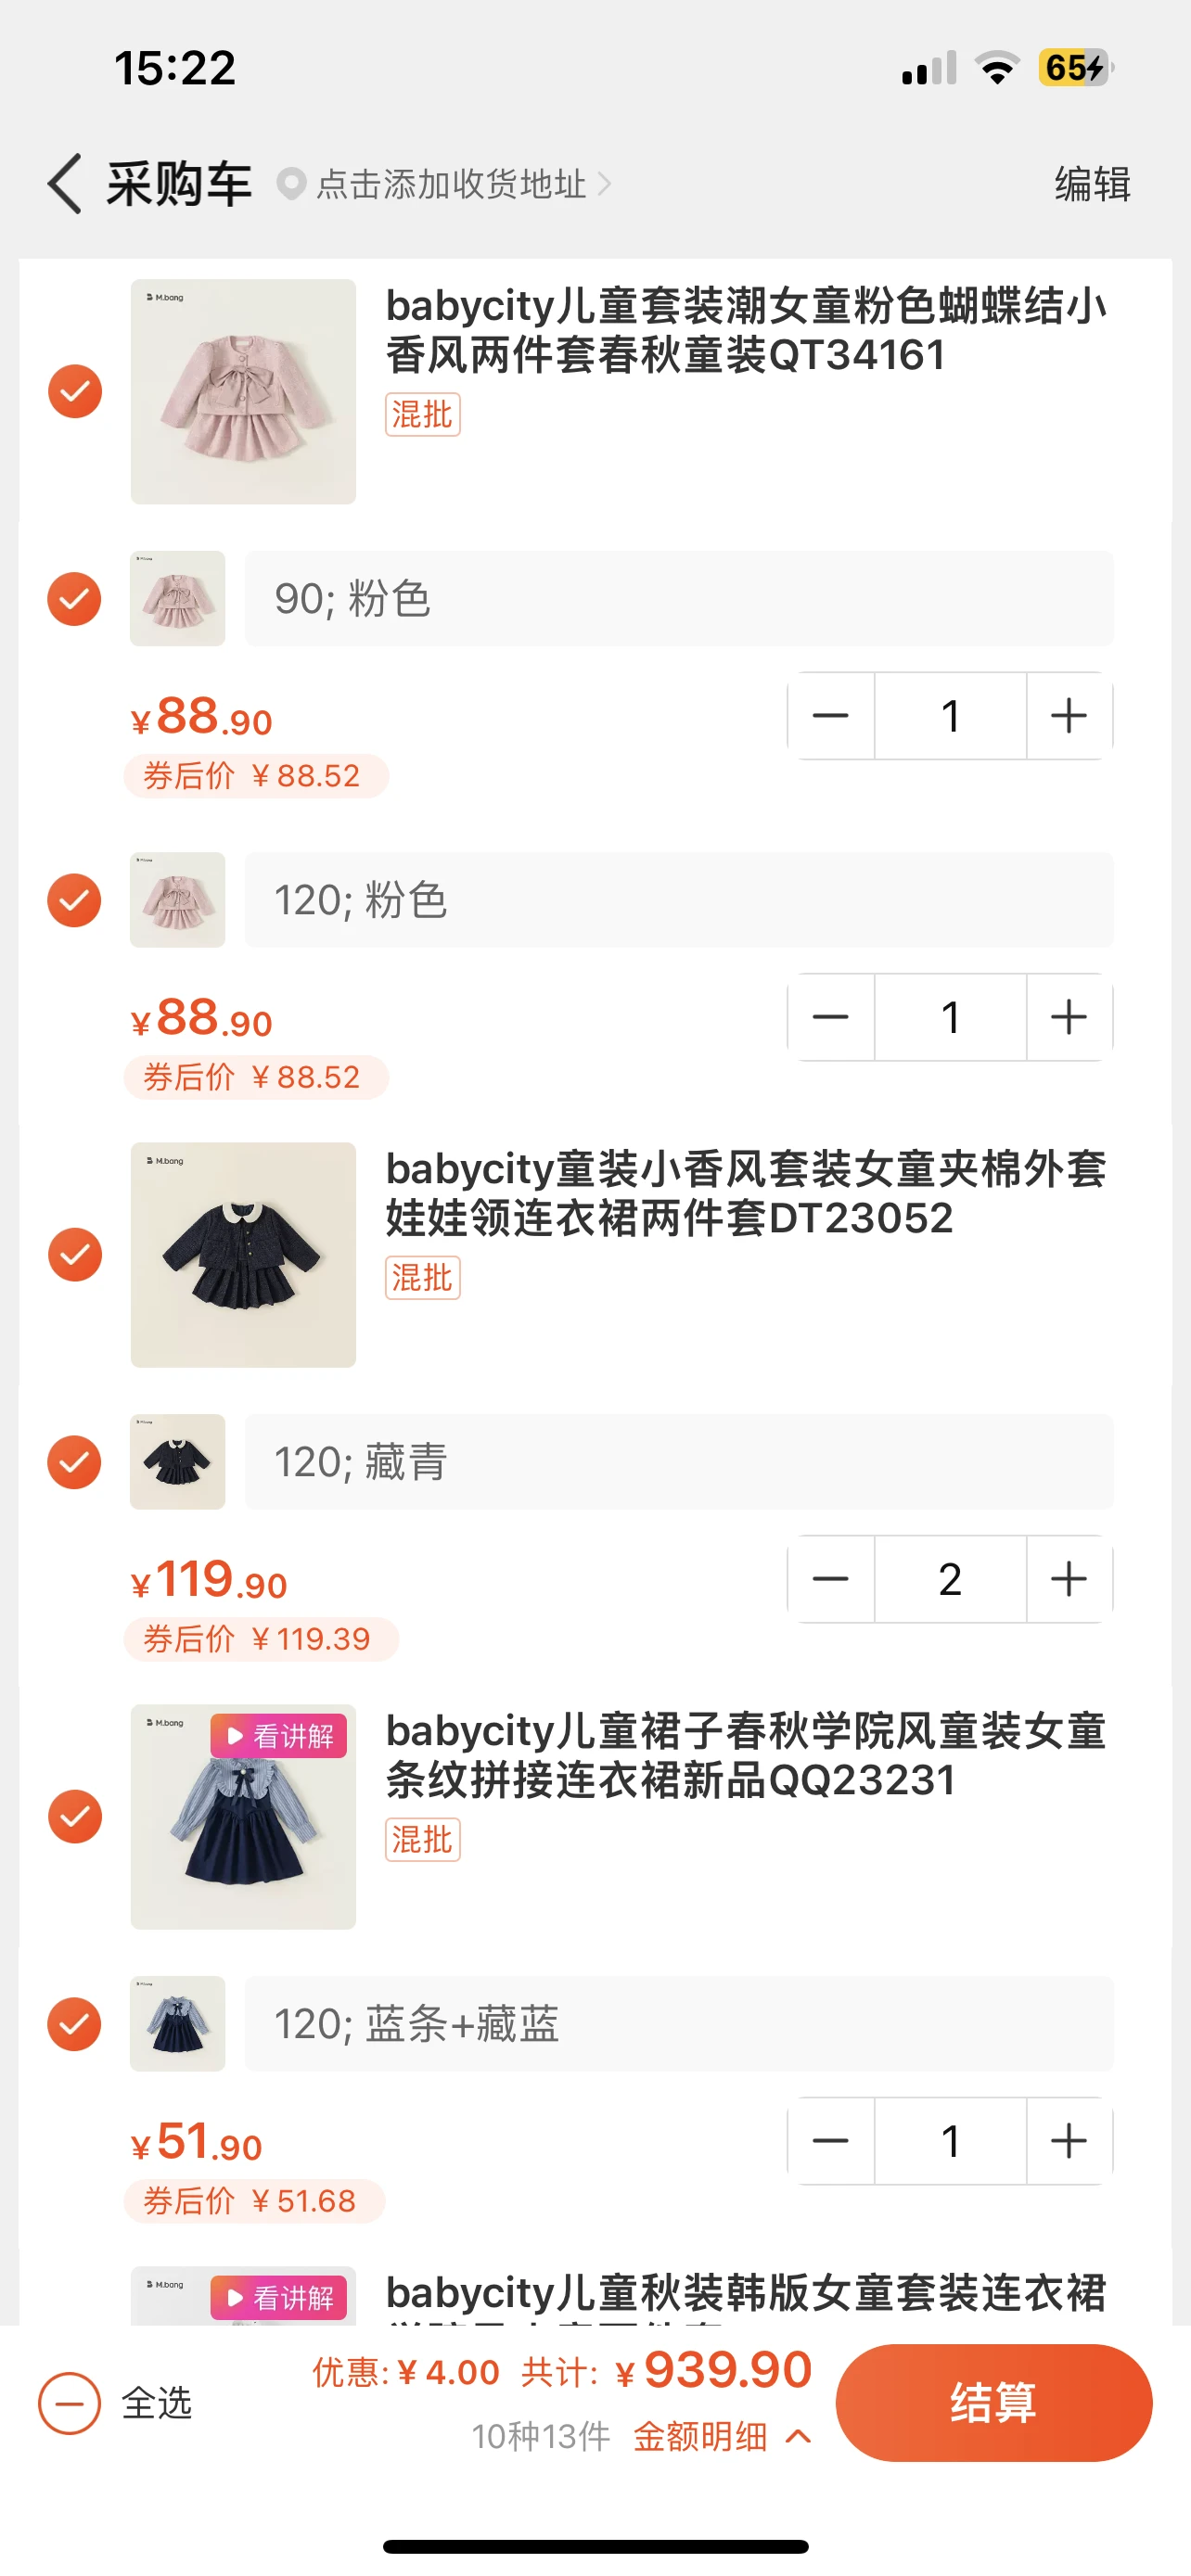 15:22
65
采购车 点击添加收货地址
编辑
M.bang
babycity儿童套装潮女童粉色蝴蝶结小
香风两件套春秋童装QT34161
混批
90; 粉色
¥88.90
1
券后价 ¥88.52
120; 粉色
¥88.90
1
券后价 ¥88.52
M.bang
babycity童装小香风套装女童夹棉外套
娃娃领连衣裙两件套DT23052
混批
120; 藏青
¥119.90
2
券后价 ¥119.39
M.bang
看讲解
babycity儿童裙子春秋学院风童装女童
条纹拼接连衣裙新品QQ23231
混批
120; 蓝条+藏蓝
¥51.90
1
券后价 ¥51.68
M.bang
看讲解
babycity儿童秋装韩版女童套装连衣裙
全选
优惠:¥4.00 共计: ¥939.90
10种13件 金额明细
结算